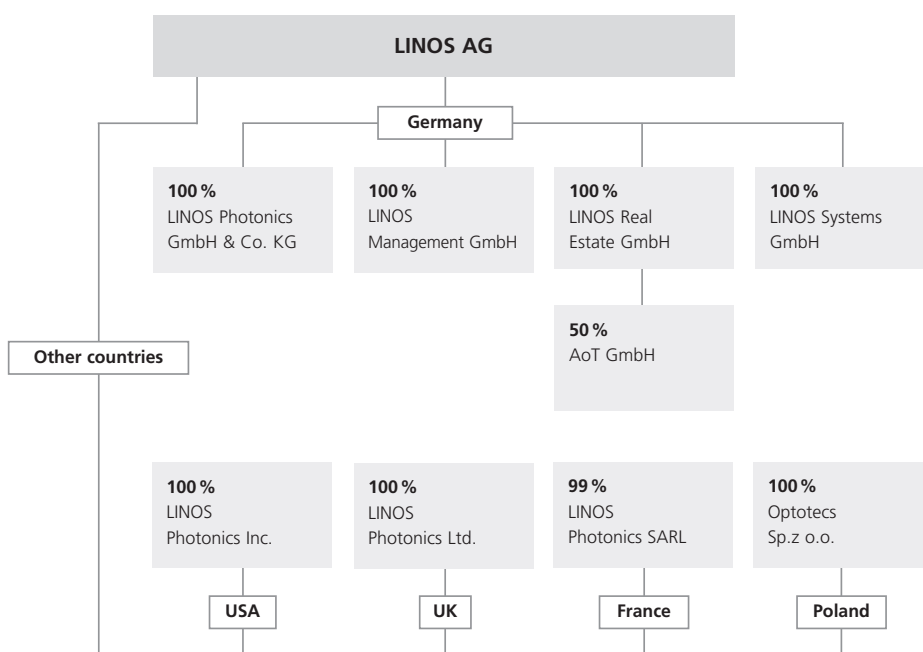 LINOS AG
Germany
100 %
LINOS Photonics
GmbH & Co. KG
100 %
LINOS
Management GmbH
100 %
LINOS Real
Estate GmbH
100 %
LINOS Systems
GmbH
50 %
AoT GmbH
Other countries
100 %
LINOS
Photonics Inc.
100 %
LINOS
Photonics Ltd.
99 %
LINOS
Photonics SARL
100 %
Optotecs
Sp.z o.o.
USA
UK
France
Poland